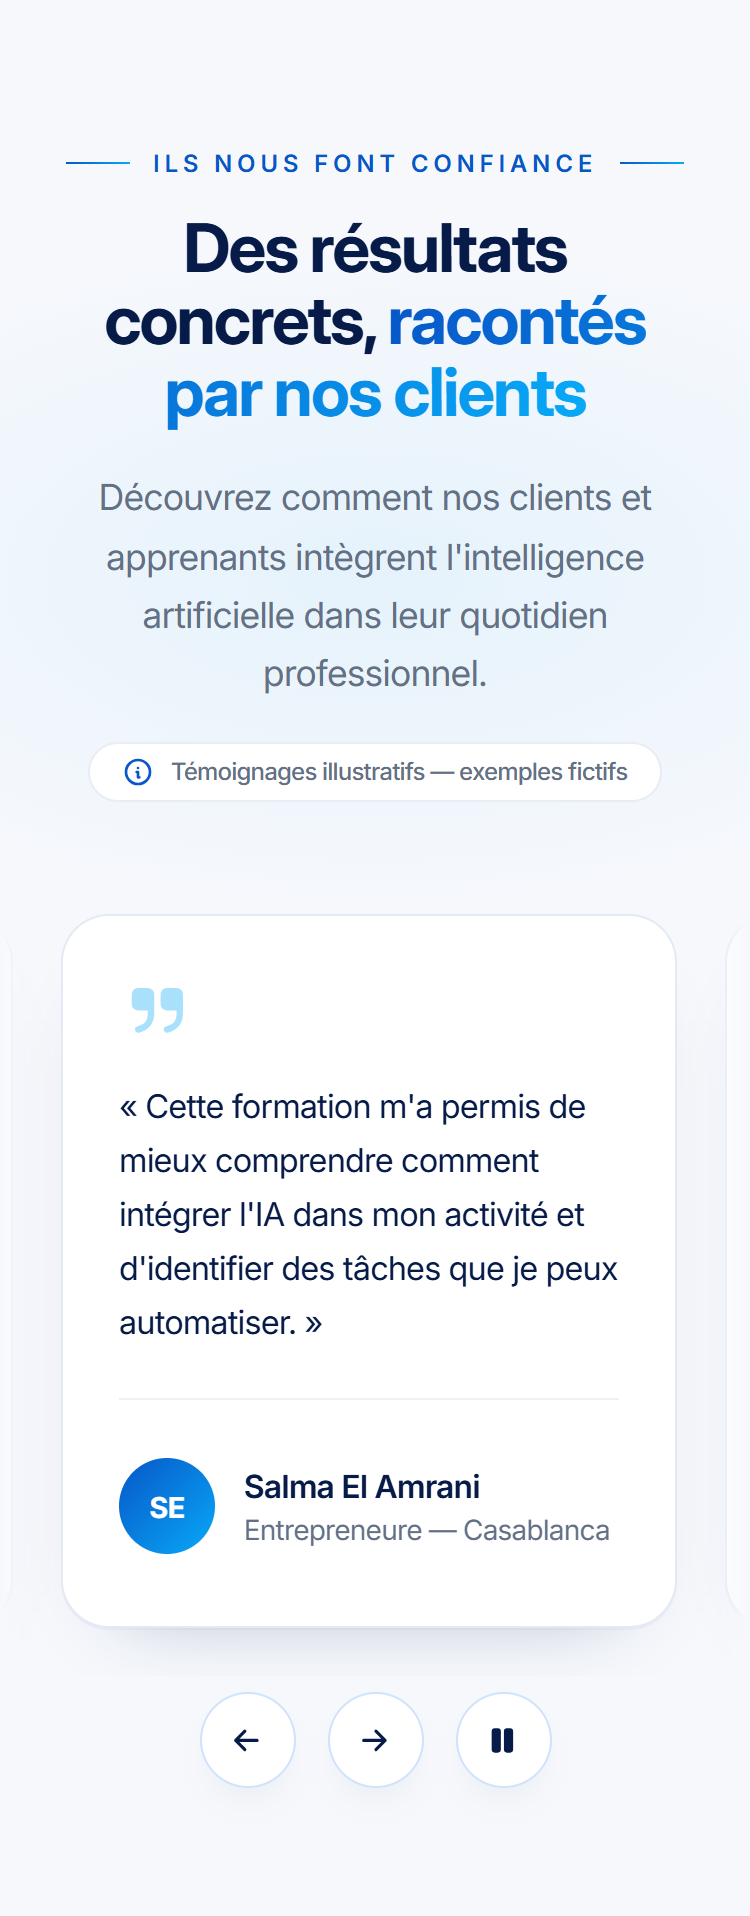 ILS NOUS FONT CONFIANCE
Des résultats
concrets, racontés
par nos clients
Découvrez comment nos clients et
apprenants intègrent l'intelligence
artificielle dans leur quotidien
professionnel.
Témoignages illustratifs — exemples fictifs
« Cette formation m'a permis de
mieux comprendre comment
intégrer l'IA dans mon activité et
d'identifier des tâches que je peux
automatiser. »
SE
Salma El Amrani
Entrepreneure — Casablanca